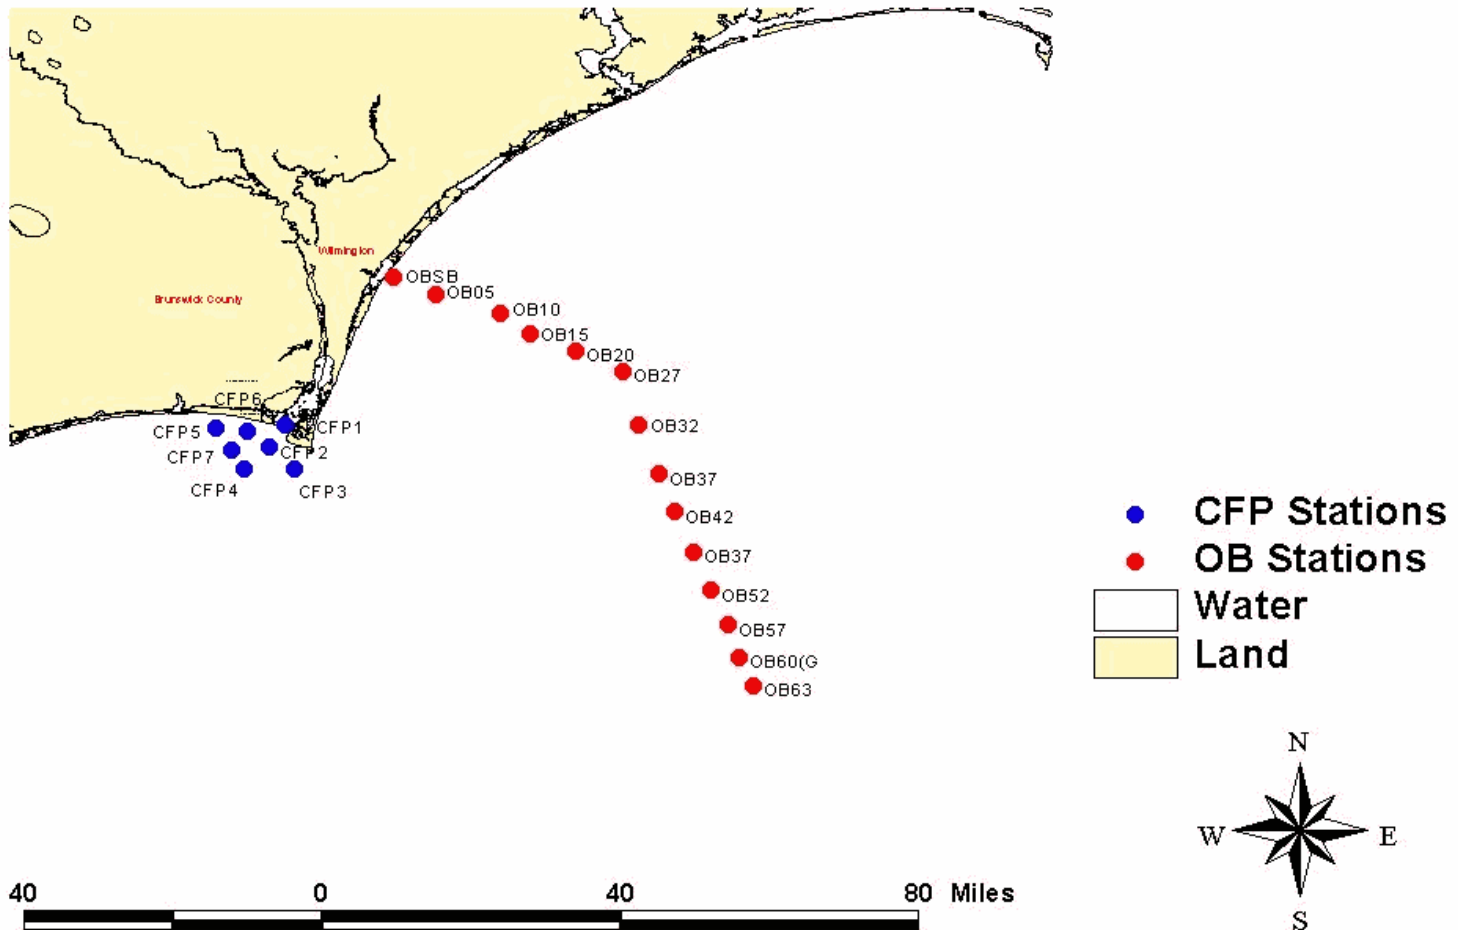 Wilmington
OBSB
OB05
Brunswick County
OB10
OB15
OB20
OB27
CFP6
OB32
CFP1
CFP5
CFP2
CFP7
OB37
CFP4
CFP3
CFP Stations
OB42
OB37
OB Stations
OB52
Water
OB57
Land
OB60(G
OB63
N
W E
S
40 0 40 80 Miles